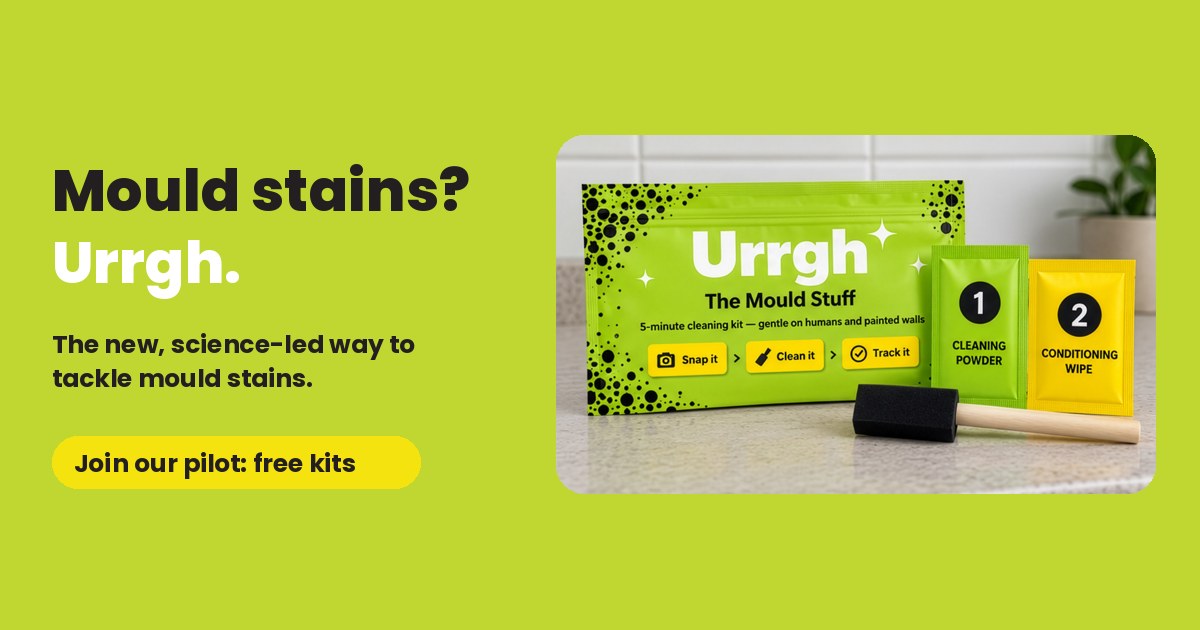 Mould stains?
Urrgh.
The new, science-led way to
tackle mould stains.
Join our pilot: free kits
Urrgh
The Mould Stuff
5-minute cleaning kit — gentle on humans and painted walls
Snap it > Clean it > Track it
1
CLEANING
POWDER
2
CONDITIONING
WIPE